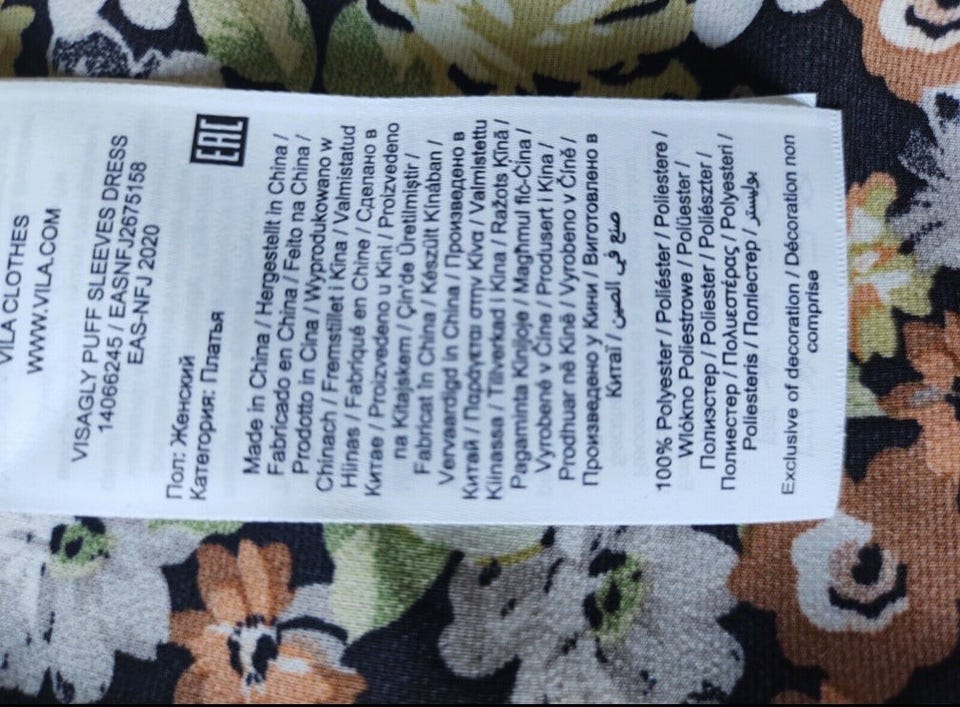 VILA CLOTHES
WWW.VILA.COM
VISAGLY PUFF SLEEVES DRESS
14066245 / EASNFJ2675158
EAS-NFJ 2020
EAC
Пол: Женский
Категория: Платья
Made in China / Hergestellt in China /
Fabricado en China / Feito na China /
Prodotto in Cina / Wyprodukowano w
Chinach / Fremstillet i Kina / Valmistatud
Hiinas / Fabriqué en Chine / Сделано в
Китае / Proizvedeno u Kini / Proizvedeno
na Kitajskem / Çin'de Üretilmiştir /
Fabricat în China / Készült Kínában /
Vervaardigd in China / Произведено в
Китай / Παράγεται στην Κίνα / Valmistettu
Kiinassa / Tillverkad i Kina / Ražots Ķīnā /
Pagaminta Kinijoje / Magħmul fiċ-Ċina /
Vyrobené v Číne / Produsert i Kina /
Prodhuar në Kinë / Vyrobeno v Číně /
Произведено у Кини / Виготовлено в
Китаї / صنع في الصين
100% Polyester / Poliéster / Poliestere /
Wlókno Poliestrowe / Polüester /
Полиэстер / Poliester / Poliészter /
Полиестер / Πολυεστέρας / Polyesteri /
Poliesteris / Поліестер / بوليستر
Exclusive of decoration / Décoration non
comprise